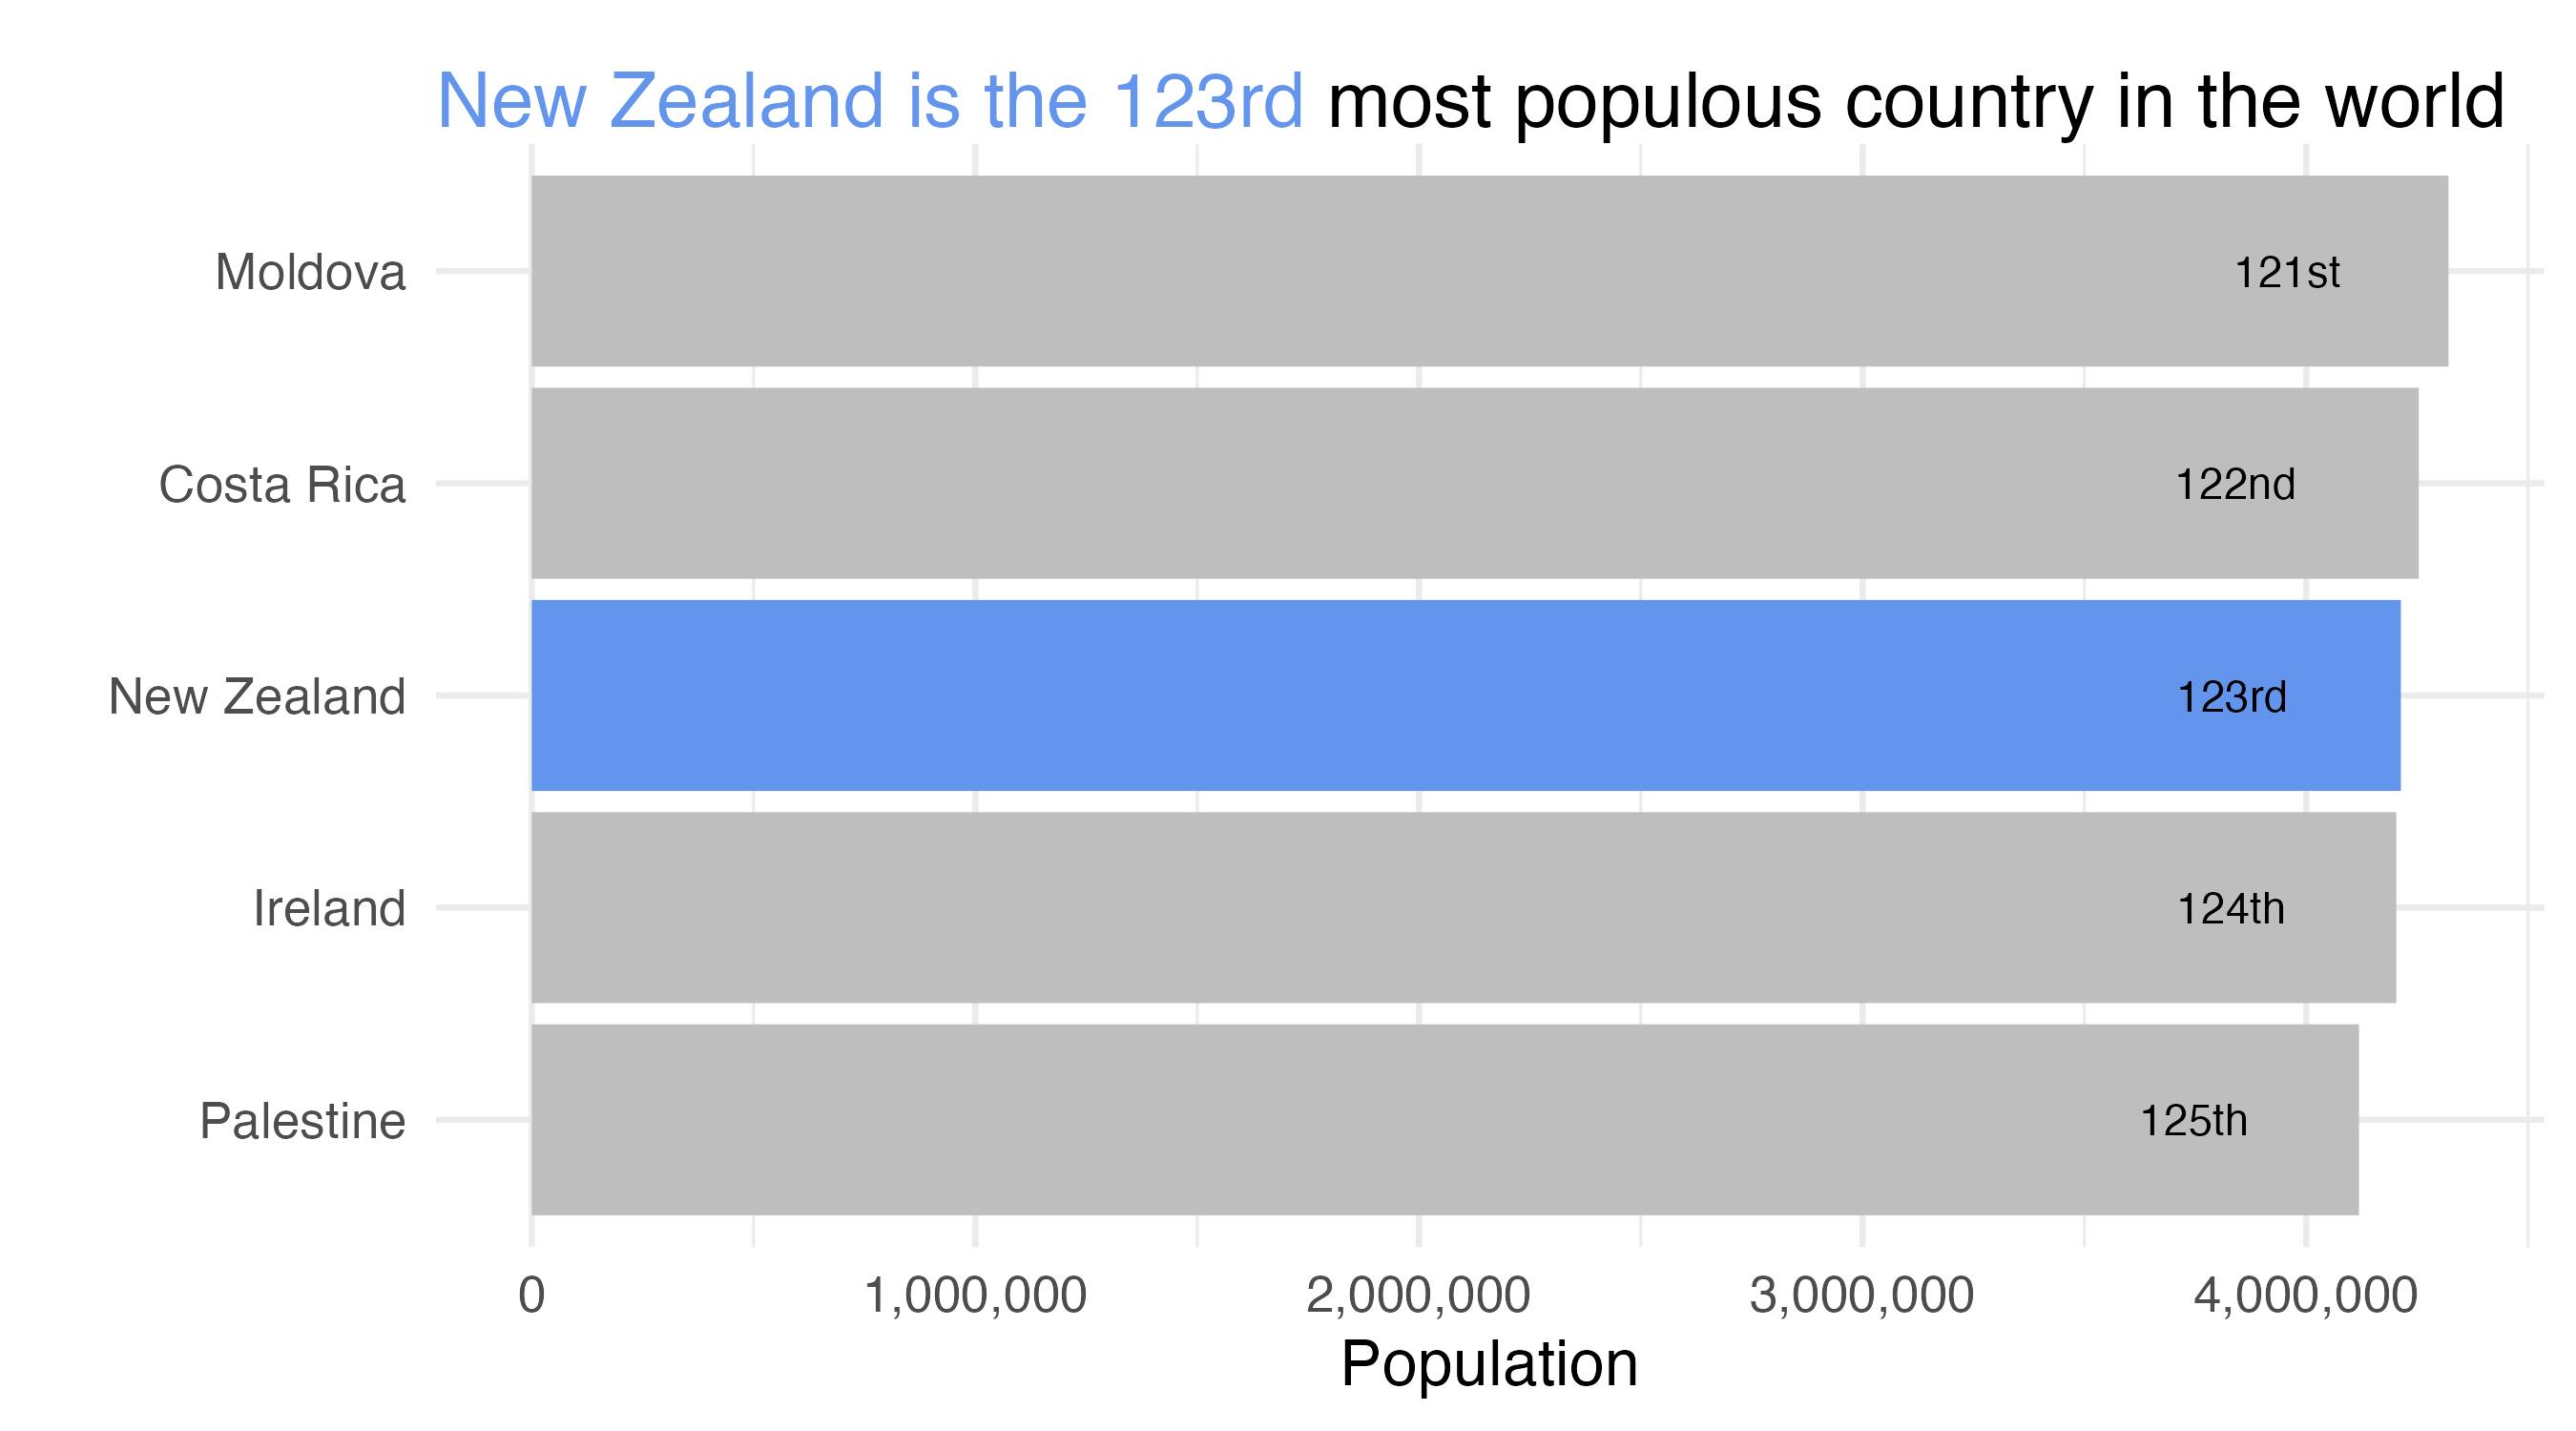 New Zealand is the 123rd most populous country in the world
Moldova
121st
Costa Rica
122nd
New Zealand
123rd
Ireland
124th
Palestine
125th
0 1,000,000 2,000,000 3,000,000 4,000,000
Population